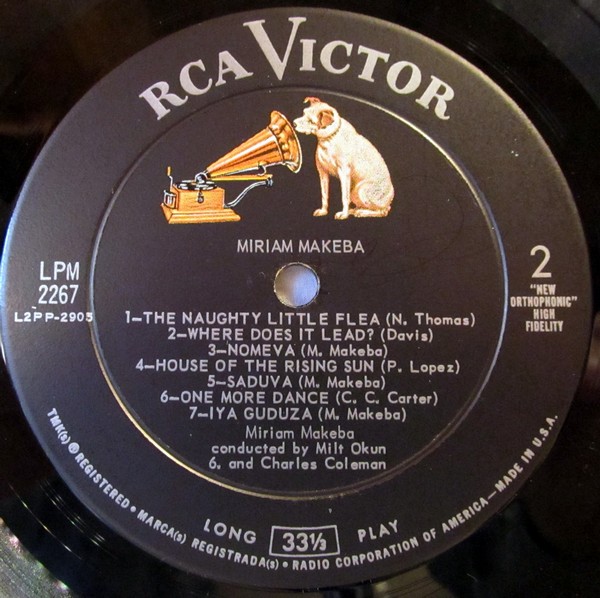 RCA VICTOR
MIRIAM MAKEBA
LPM
2267
L2PP-2905
2
"NEW
ORTHOPHONIC"
HIGH
FIDELITY
1—THE NAUGHTY LITTLE FLEA (N. Thomas)
2—WHERE DOES IT LEAD? (Davis)
3—NOMEVA (M. Makeba)
4—HOUSE OF THE RISING SUN (P. Lopez)
5—SADUVA (M. Makeba)
6—ONE MORE DANCE (C. C. Carter)
7—IYA GUDUZA (M. Makeba)
Miriam Makeba
conducted by Milt Okun
6. and Charles Coleman
LONG 33⅓ PLAY
TMK(s) ® REGISTERED • MARCA(s) REGISTRADA(s) • RADIO CORPORATION OF AMERICA—MADE IN U.S.A.